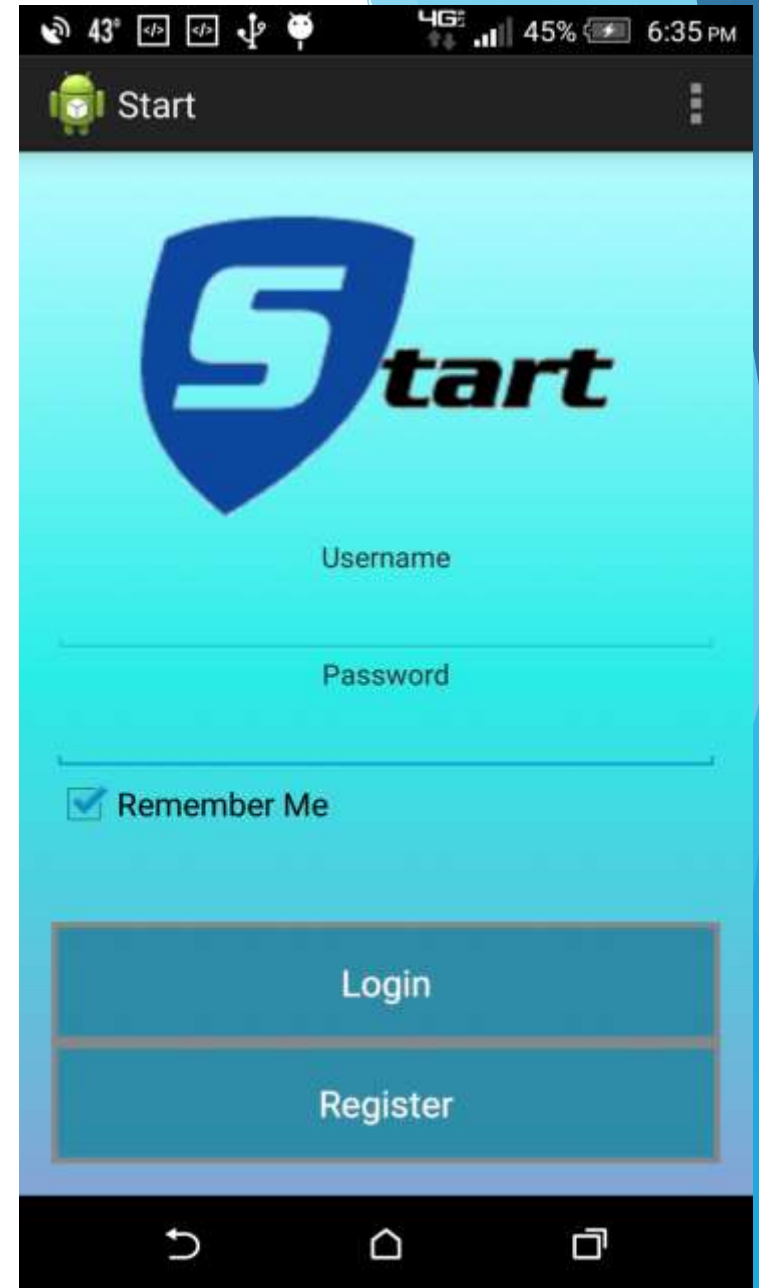 43° </> </> 4G 45% 6:35 PM
Start
Start
Username
Password
Remember Me
Login
Register